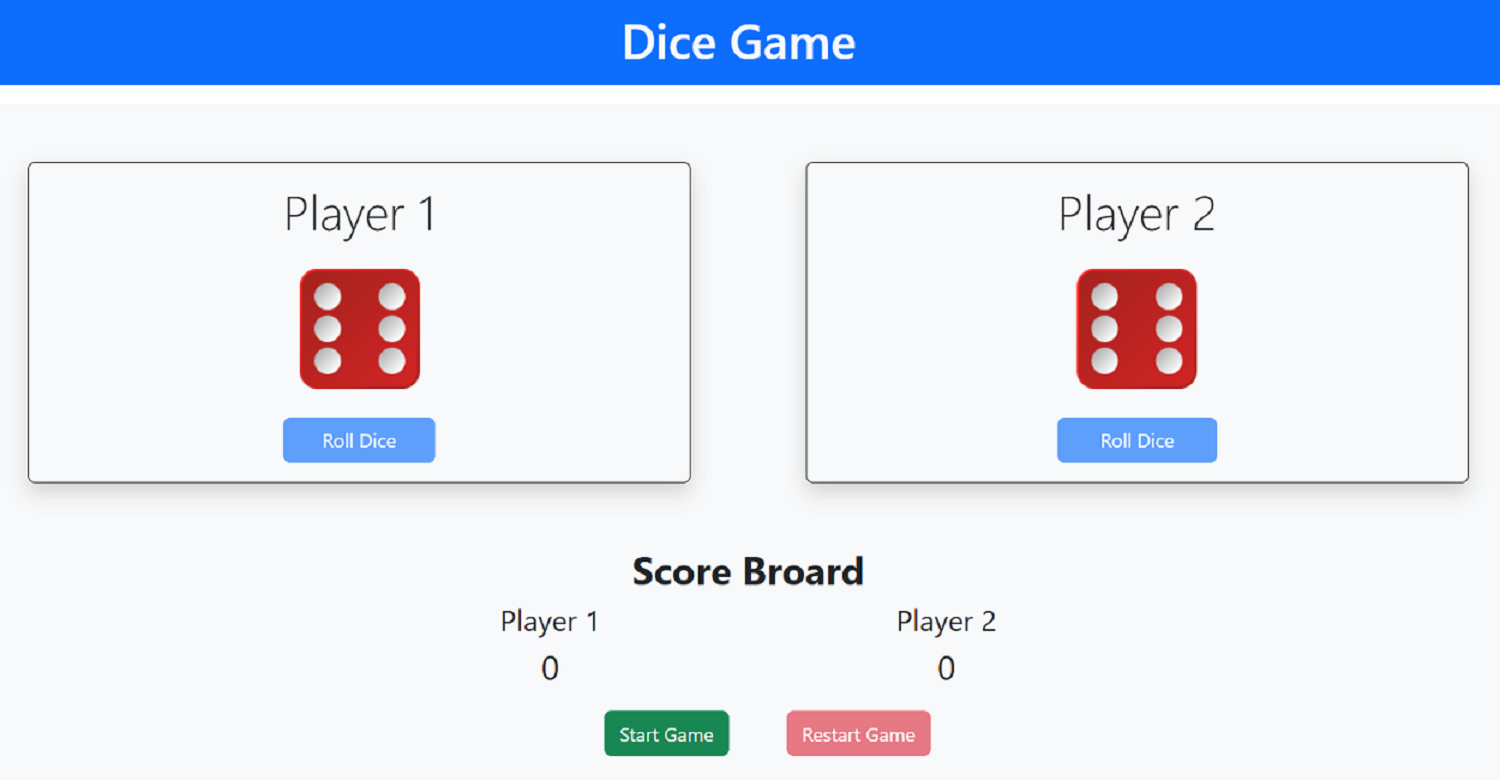 Dice Game
Player 1
Player 2
Roll Dice
Roll Dice
Score Broard
Player 1
Player 2
0
0
Start Game
Restart Game